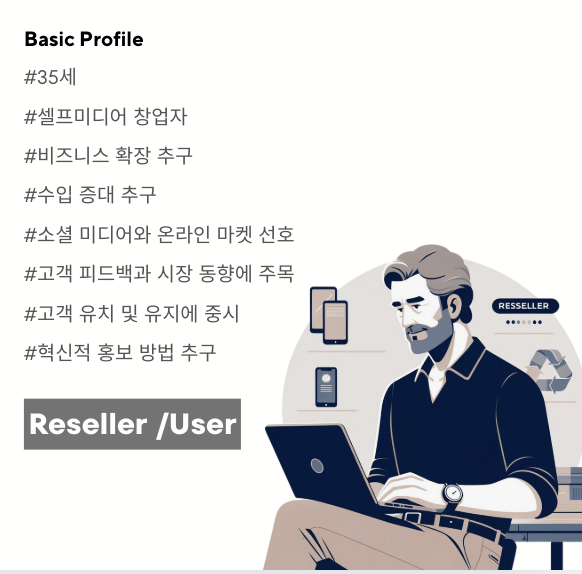 Basic Profile
#35세
#셀프미디어 창업자
#비즈니스 확장 추구
#수입 증대 추구
#소셜 미디어와 온라인 마켓 선호
#고객 피드백과 시장 동향에 주목
#고객 유치 및 유지에 중시
#혁신적 홍보 방법 추구
RESSELLER
Reseller /User